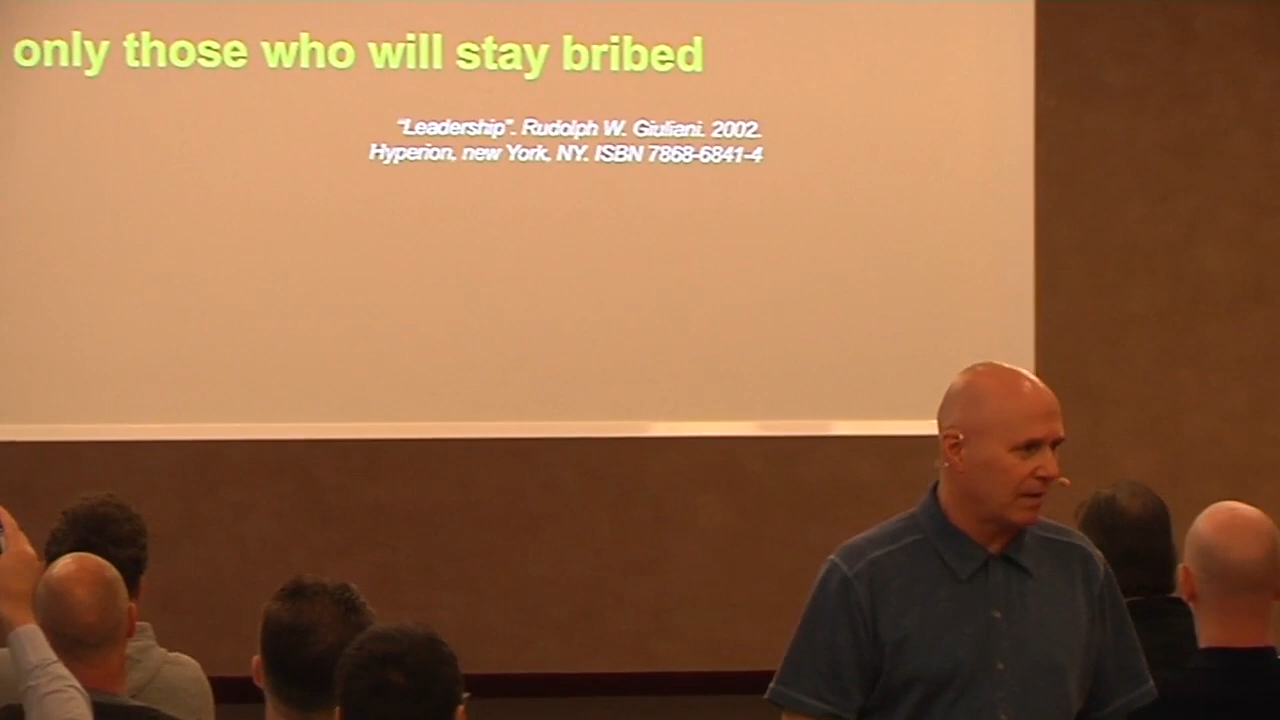 only those who will stay bribed
“Leadership”. Rudolph W. Giuliani. 2002.
Hyperion, new York, NY. ISBN 7868-6841-4